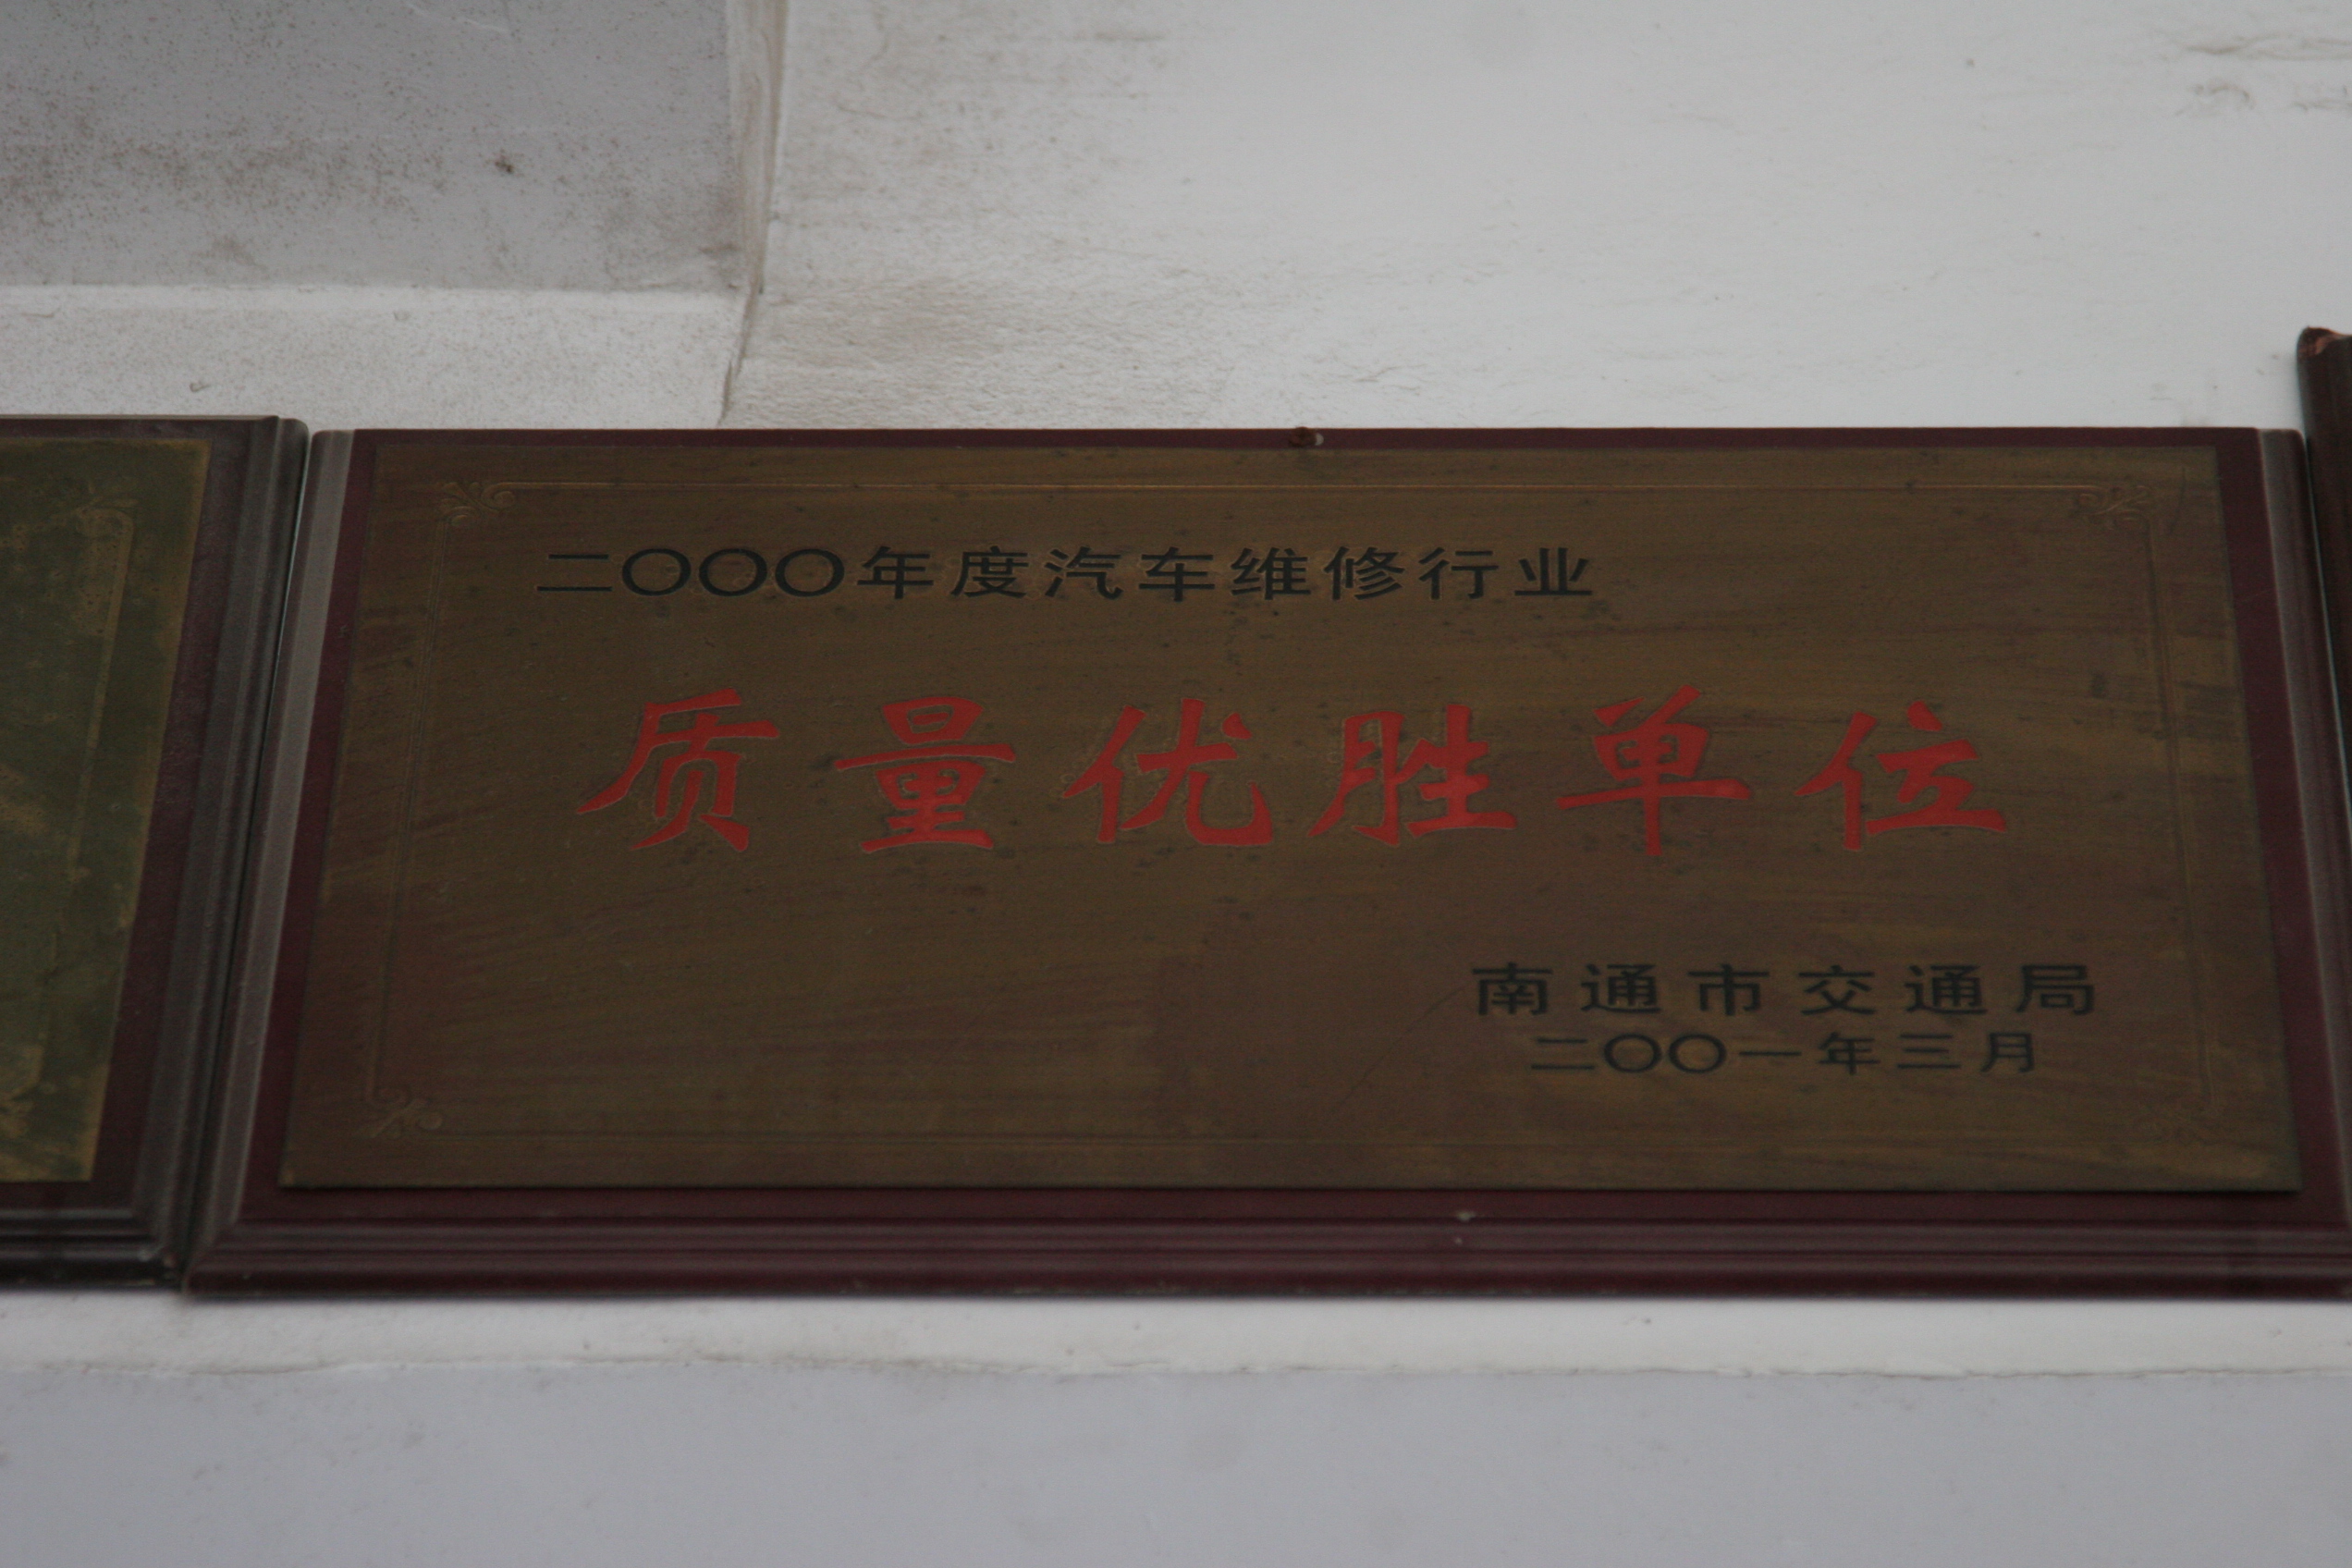 二〇〇〇年度汽车维修行业
质量优胜单位
南通市交通局
二〇〇一年三月